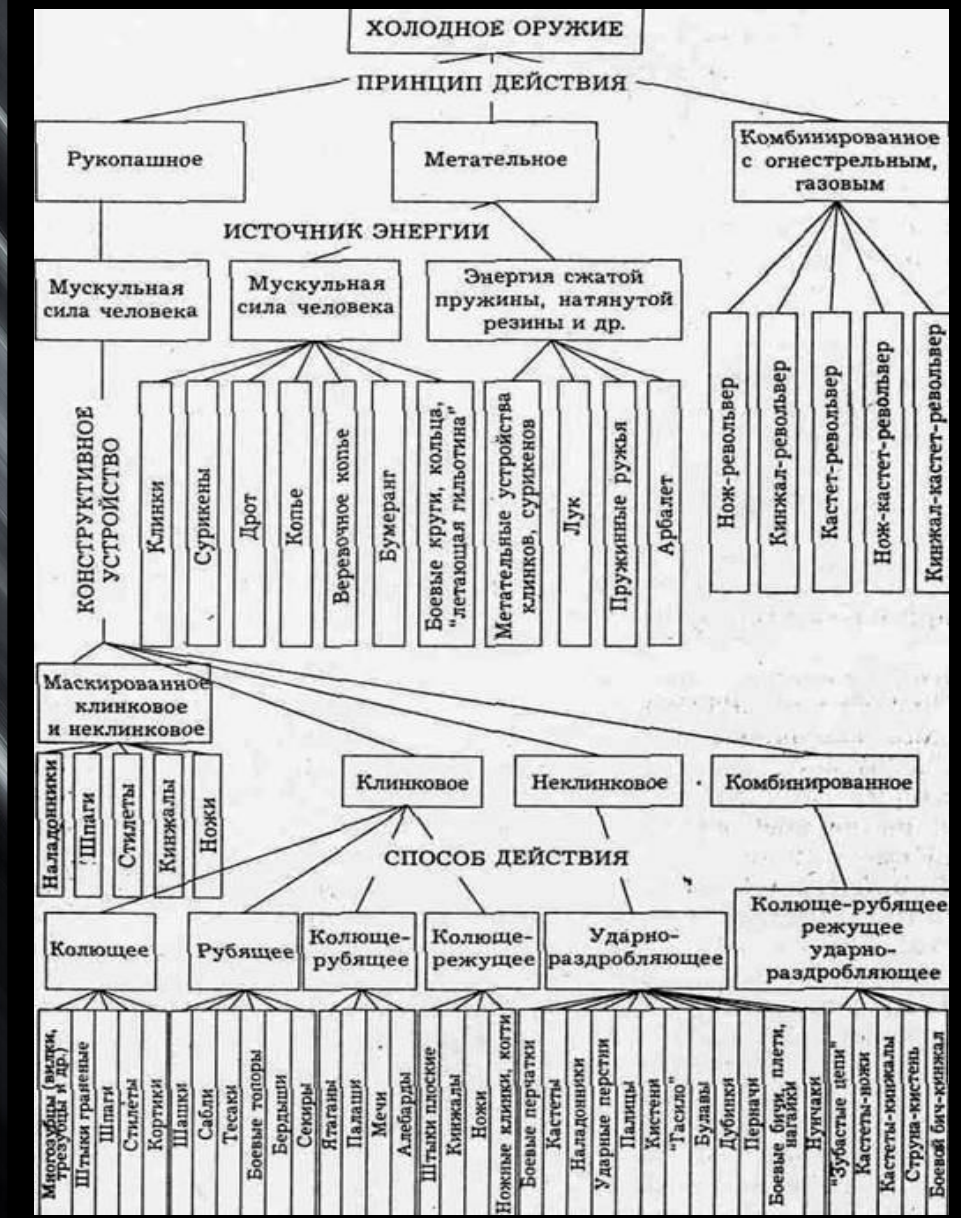 ХОЛОДНОЕ ОРУЖИЕ
ПРИНЦИП ДЕЙСТВИЯ
Рукопашное
Метательное
Комбинированное
с огнестрельным,
газовым
ИСТОЧНИК ЭНЕРГИИ
Мускульная
сила человека
Мускульная
сила человека
Энергия сжатой
пружины, натянутой
резины и др.
Нож-револьвер
Кинжал-револьвер
Кастет-револьвер
Нож-кастет-револьвер
Кинжал-кастет-револьвер
КОНСТРУКТИВНОЕ
УСТРОЙСТВО
Клинки
Сурикены
Дрот
Копье
Веревочное копье
Бумерант
Боевые круги, кольца,
"летающая гильотина"
Метательные устройства
клинков, сурикенов
Лук
Пружинные ружья
Арбалет
Маскированное
клинковое
и неклинковое
Наладонники
Шпаги
Стилеты
Кинжалы
Ножи
Клинковое
Неклинковое
Комбинированное
СПОСОБ ДЕЙСТВИЯ
Колющее
Рубящее
Колюще-
рубящее
Колюще-
режущее
Ударно-
раздробляющее
Колюще-рубящее
режущее
ударно-
раздробляющее
Многозубцы (вилки,
трезубцы и др.)
Штыки граненые
Шпаги
Стилеты
Кортики
Шашки
Сабли
Тесаки
Боевые топоры
Бердыши
Секиры
Ятаганы
Палаши
Мечи
Алебарды
Штыки плоские
Кинжалы
Ножи
Ножные клинки, когти
Боевые перчатки
Кастеты
Наладонники
Ударные перстни
Палицы
Кистени
"Тасило"
Булавы
Дубинки
Перначи
Боевые бичи, плети,
нагайки
Нунчаки
"Зубастые цепи"
Кастеты-ножи
Кастеты-кинжалы
Струна-кистень
Боевой бич-кинжал